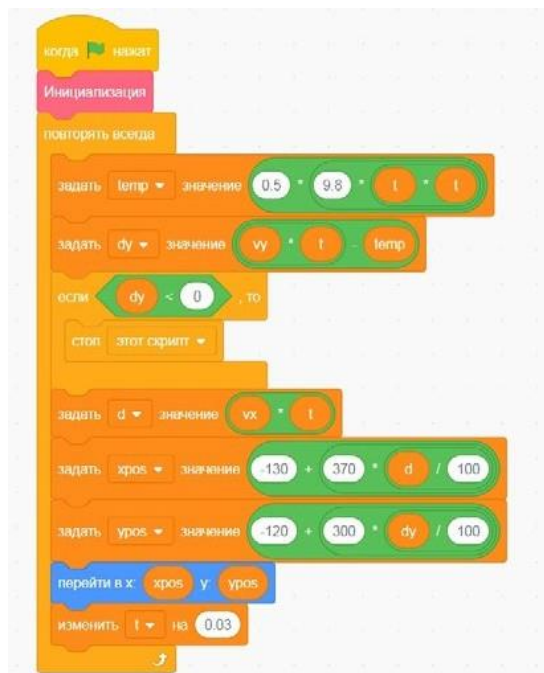 когда нажат
Инициализация
повторять всегда
задать temp значение 0.5 * 9.8 * t * t
задать dy значение vy * t - temp
если dy < 0 , то
стоп этот скрипт
задать d значение vx * t
задать xpos значение -130 + 370 * d / 100
задать ypos значение -120 + 300 * dy / 100
перейти в x: xpos y: ypos
изменить t на 0.03